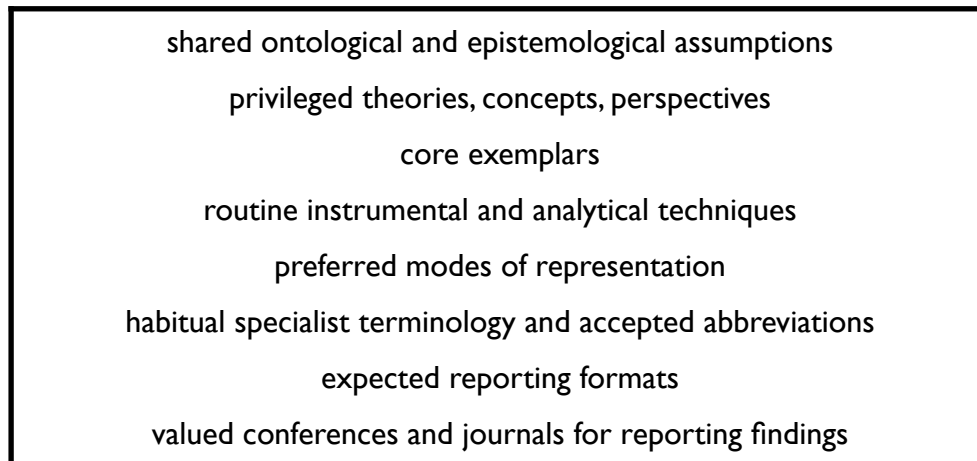 shared ontological and epistemological assumptions
privileged theories, concepts, perspectives
core exemplars
routine instrumental and analytical techniques
preferred modes of representation
habitual specialist terminology and accepted abbreviations
expected reporting formats
valued conferences and journals for reporting findings